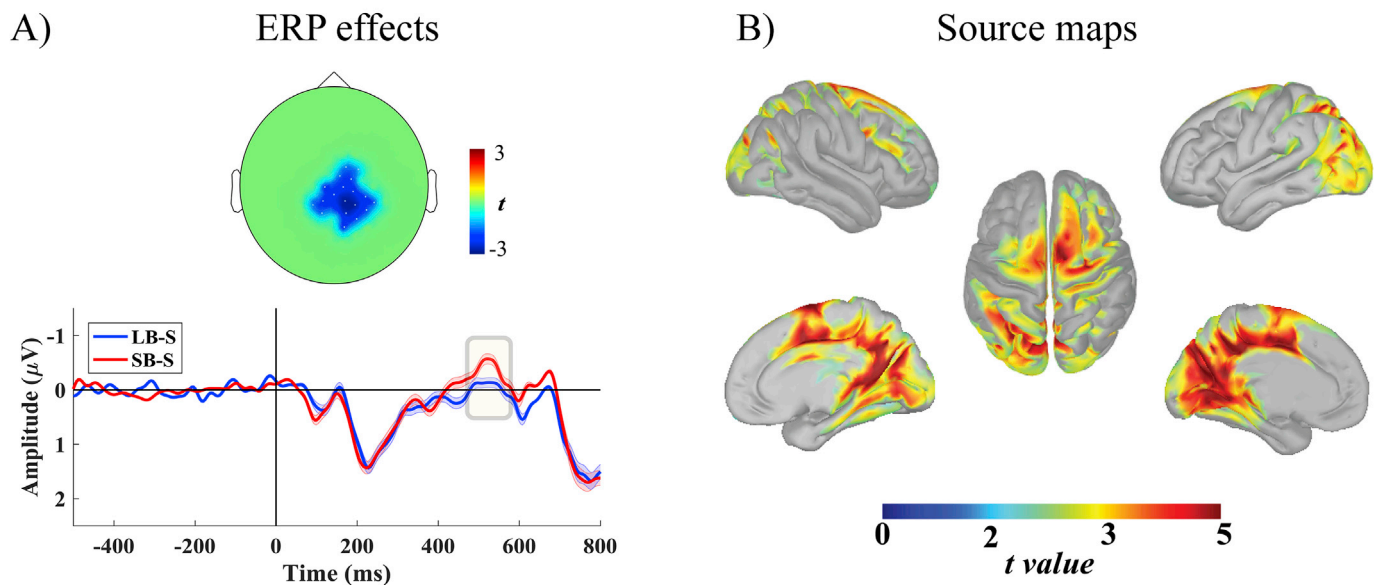 A)
ERP effects
3
t
-3
LB-S
SB-S
-1
0
1
2
Amplitude (μV)
-400 -200 0 200 400 600 800
Time (ms)
B)
Source maps
0 2 3 5
t value